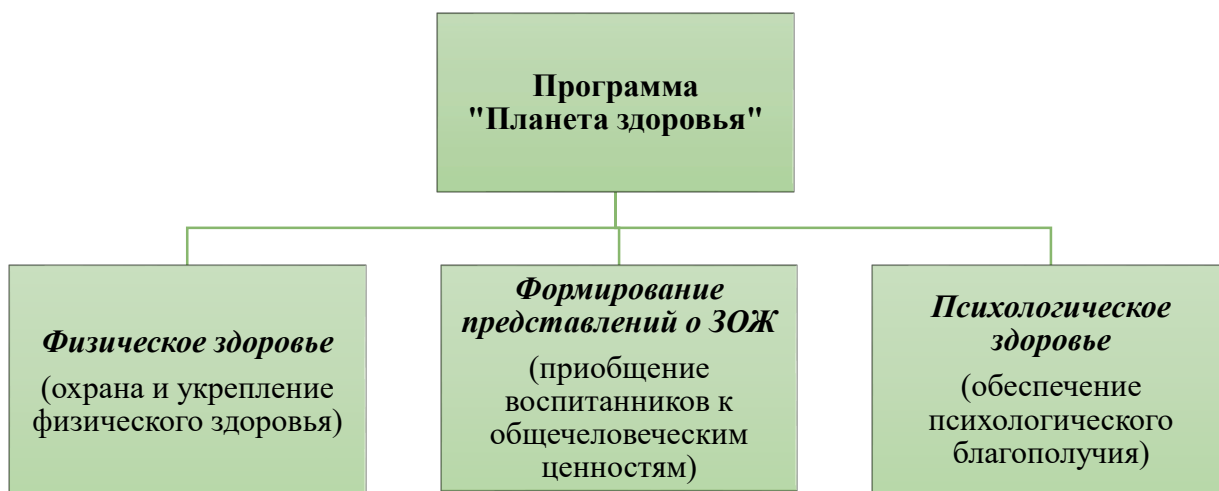 Программа
"Планета здоровья"
Физическое здоровье
(охрана и укрепление
физического здоровья)
Формирование
представлений о ЗОЖ
(приобщение
воспитанников к
общечеловеческим
ценностям)
Психологическое
здоровье
(обеспечение
психологического
благополучия)